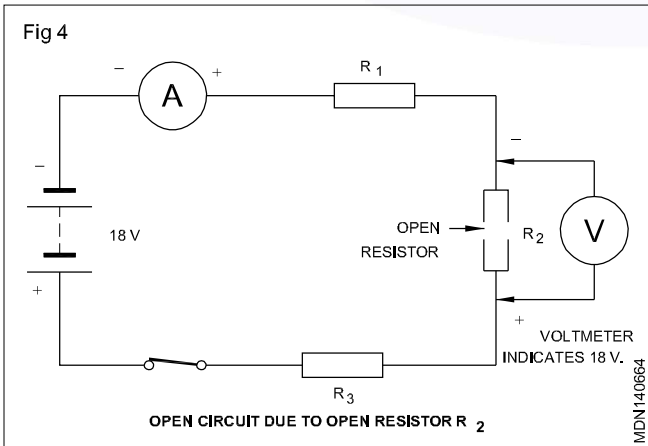 Fig 4
− A +
R 1
−
−
18 V
OPEN
RESISTOR
R 2
V
+
+
VOLTMETER
INDICATES 18 V.
R 3
OPEN CIRCUIT DUE TO OPEN RESISTOR R 2
MDN140664